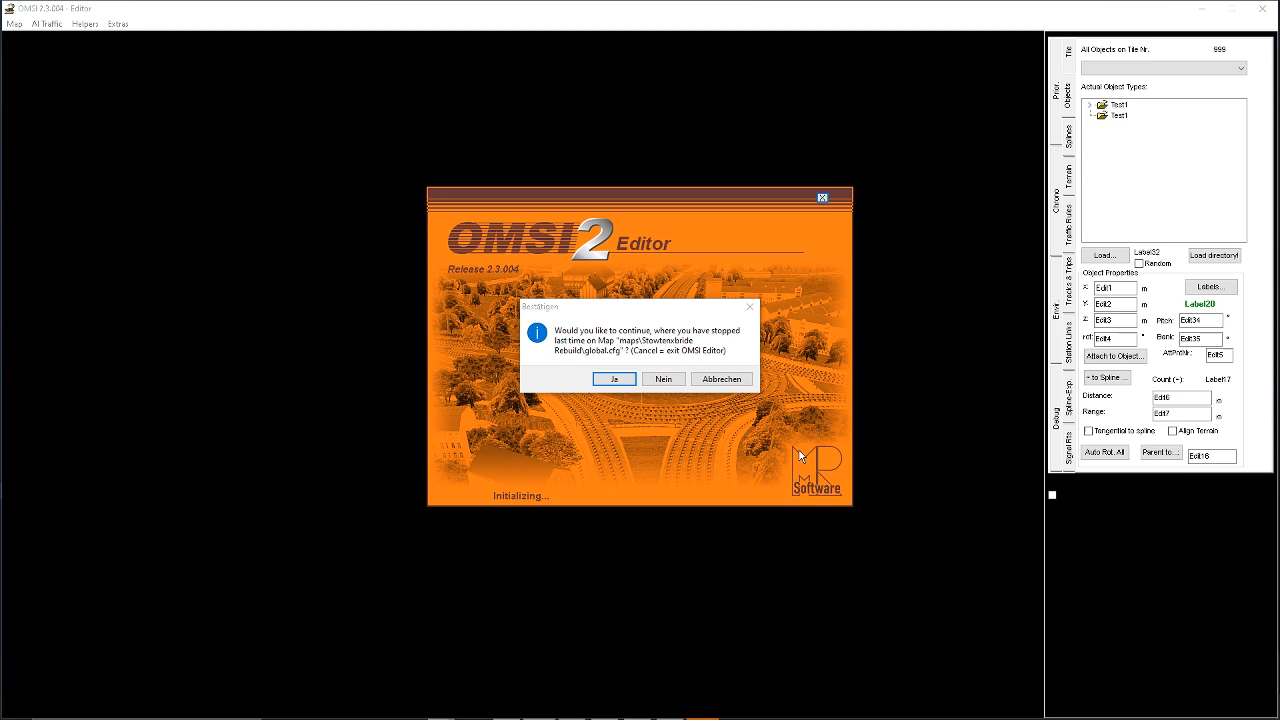 OMSI 2.3.004 - Editor
Map AI Traffic Helpers Extras
OMSI 2 Editor
Release 2.3.004
Bestätigen
Would you like to continue, where you have stopped
last time on Map "maps\Stowtenxbride
Rebuild\global.cfg" ? (Cancel = exit OMSI Editor)
Ja Nein Abbrechen
Initializing...
MR
Software
Prior.
Chrono
Envir.
Debug
Tile
Objects
Splines
Terrain
Traffic Rules
Tracks & Trips
Station Links
Spline-Exp.
Signal Rts
All Objects on Tile Nr. 999
Actual Object Types:
Test1
Test1
Load... Label32 Load directory!
Random
Object Properties
X: Edit1 m Labels...
Y: Edit2 m Label20
Z: Edit3 m Pitch: Edit34 °
rot: Edit4 ° Bank: Edit35 °
Attach to Object... AttPntNr.: Edit5
~ to Spline ... Count (~): Label17
Distance: Edit6 m
Range: Edit7 m
Tangential to spline Align Terrain
Auto Rot. All Parent to...: Edit16